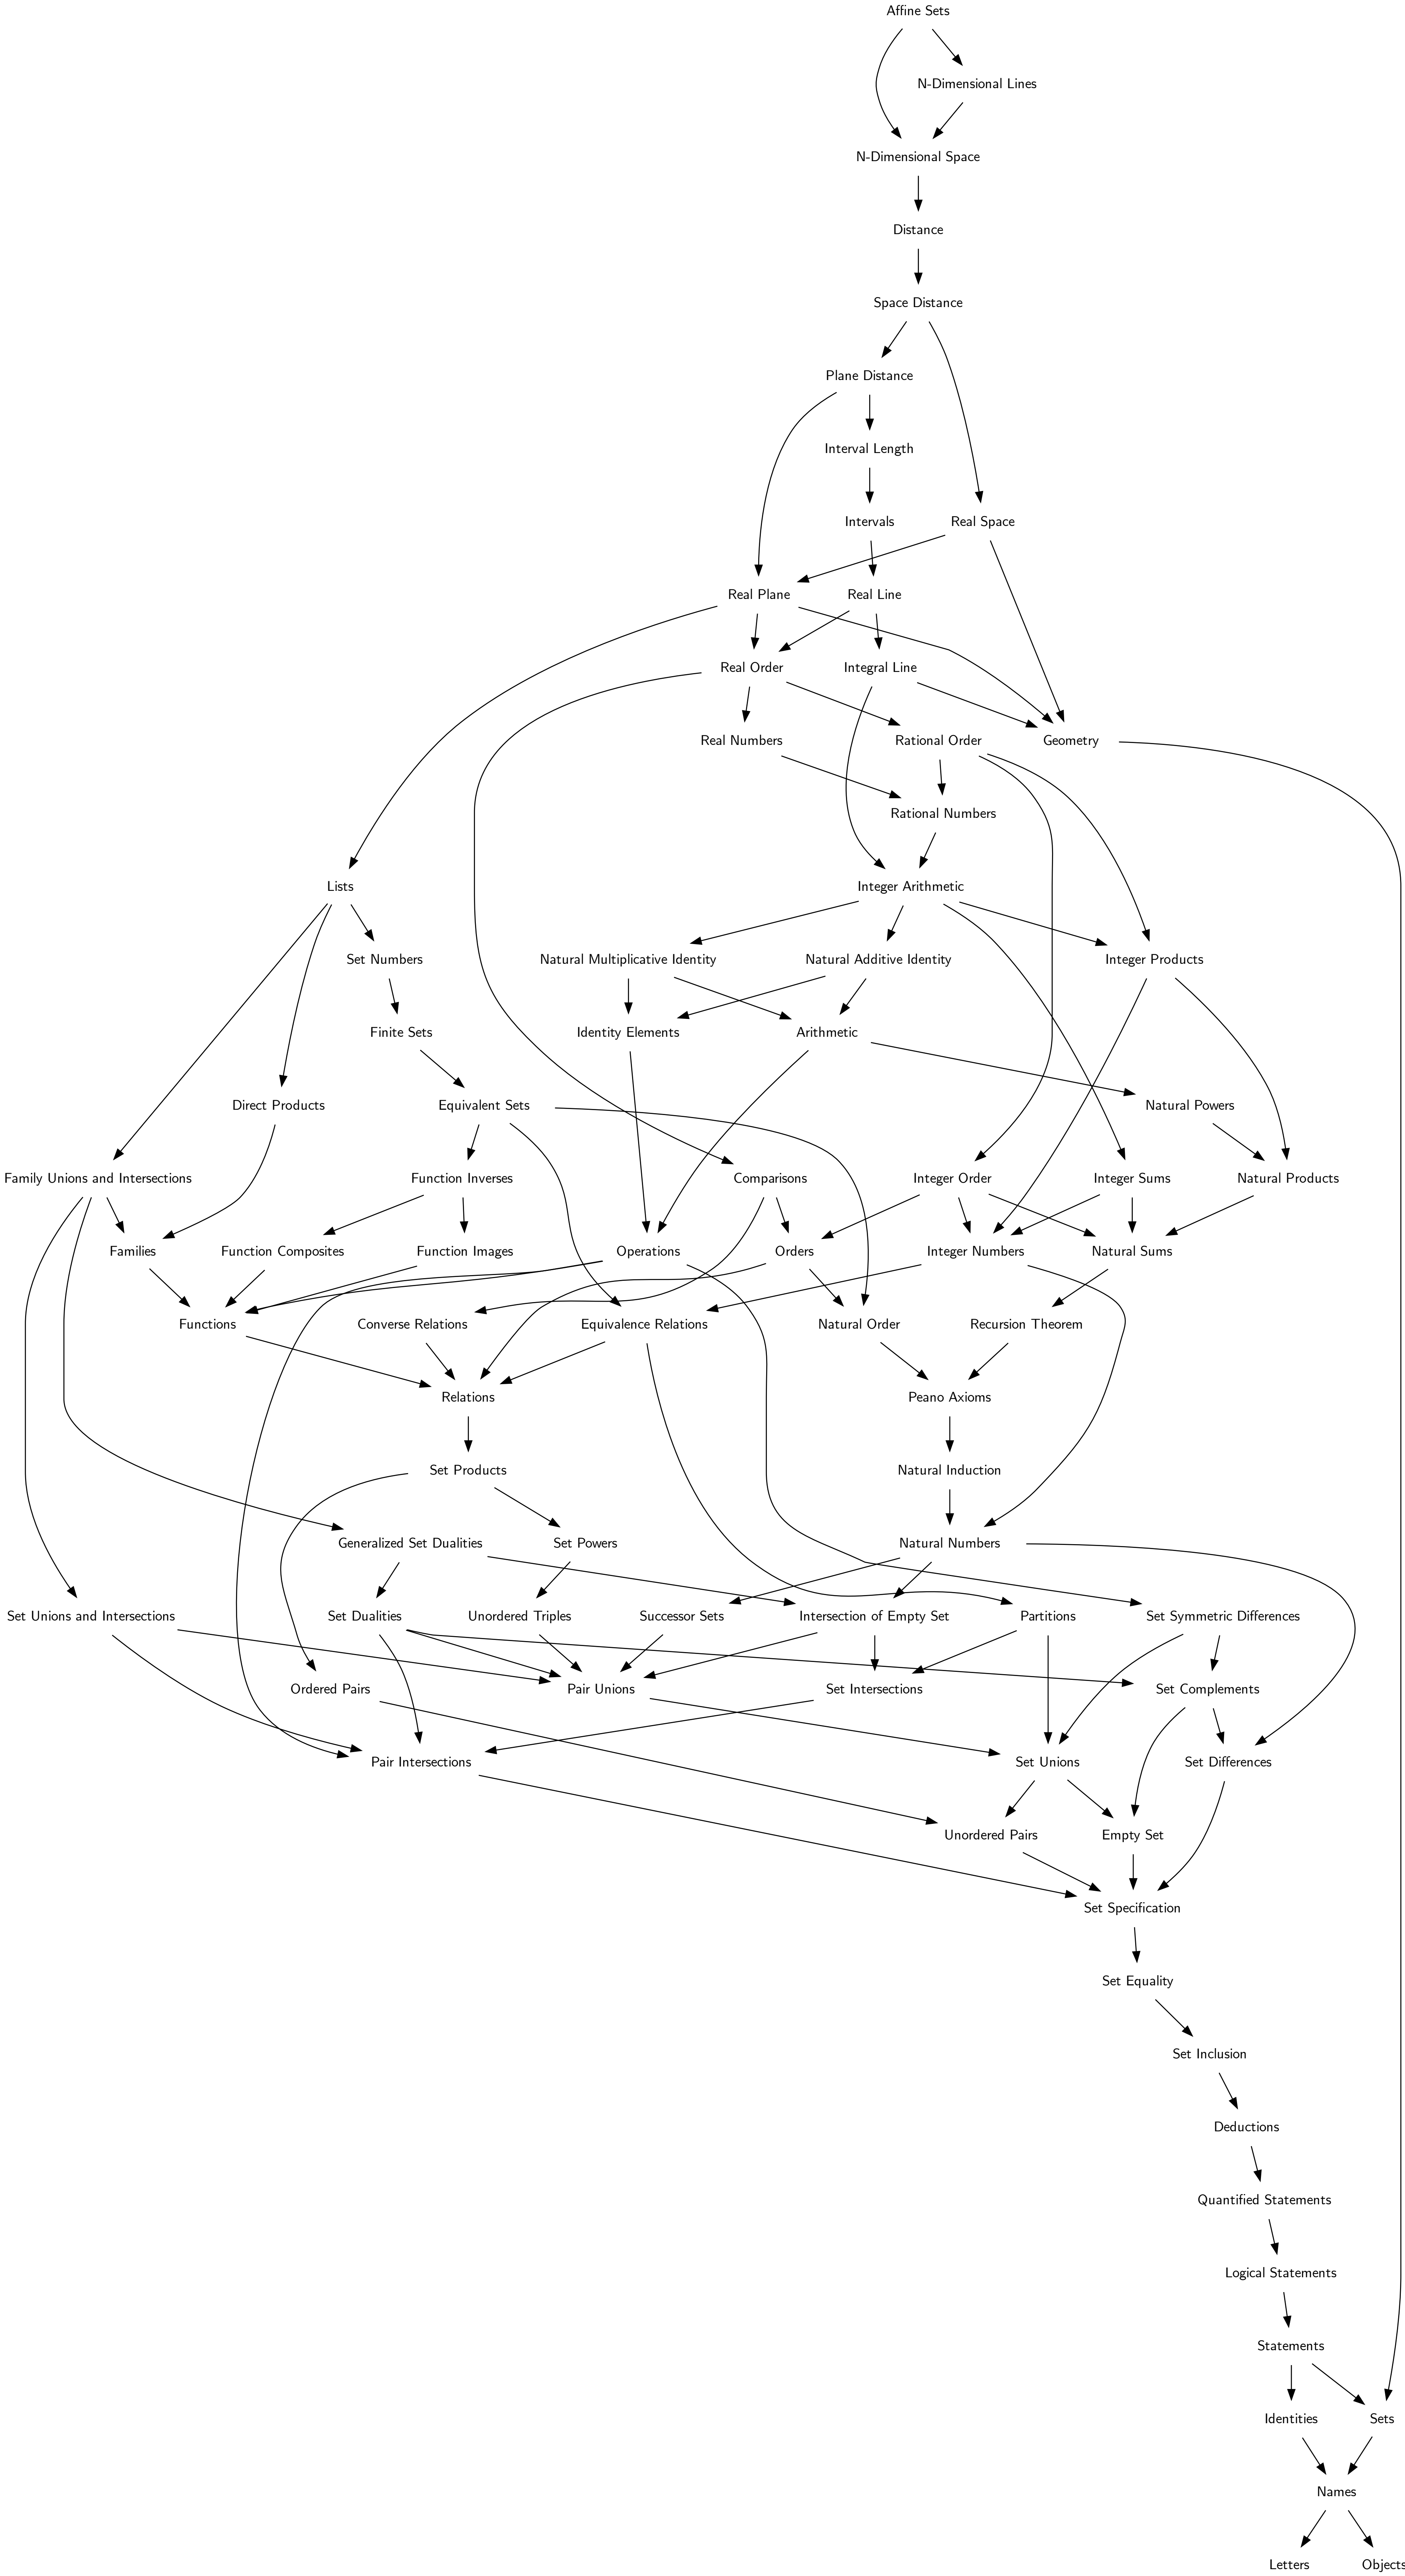 Affine Sets
N-Dimensional Lines
N-Dimensional Space
Distance
Space Distance
Plane Distance
Interval Length
Intervals
Real Space
Real Plane
Real Line
Real Order
Integral Line
Real Numbers
Rational Order
Geometry
Rational Numbers
Lists
Integer Arithmetic
Set Numbers
Natural Multiplicative Identity
Natural Additive Identity
Integer Products
Finite Sets
Identity Elements
Arithmetic
Direct Products
Equivalent Sets
Natural Powers
Family Unions and Intersections
Function Inverses
Comparisons
Integer Order
Integer Sums
Natural Products
Families
Function Composites
Function Images
Operations
Orders
Integer Numbers
Natural Sums
Functions
Converse Relations
Equivalence Relations
Natural Order
Recursion Theorem
Relations
Peano Axioms
Set Products
Natural Induction
Generalized Set Dualities
Set Powers
Natural Numbers
Set Unions and Intersections
Set Dualities
Unordered Triples
Successor Sets
Intersection of Empty Set
Partitions
Set Symmetric Differences
Ordered Pairs
Pair Unions
Set Intersections
Set Complements
Pair Intersections
Set Unions
Set Differences
Unordered Pairs
Empty Set
Set Specification
Set Equality
Set Inclusion
Deductions
Quantified Statements
Logical Statements
Statements
Identities
Sets
Names
Letters
Objects